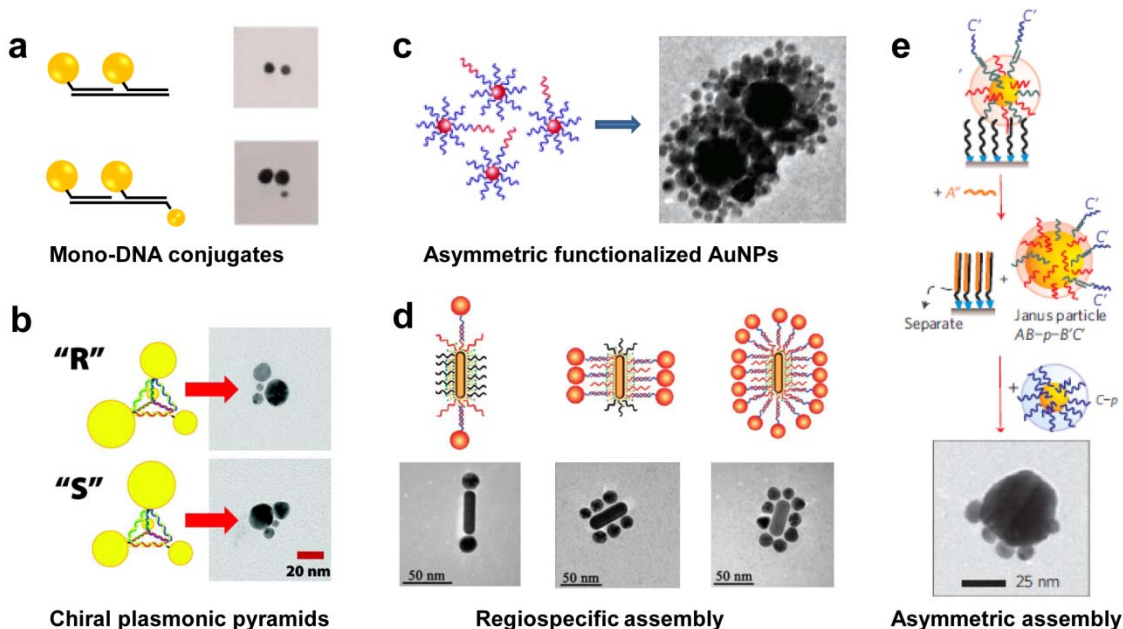 a
Mono-DNA conjugates
b
"R"
"S"
20 nm
Chiral plasmonic pyramids
c
Asymmetric functionalized AuNPs
d
50 nm
50 nm
50 nm
Regiospecific assembly
e
C′
C′
+ A″
C′
C′
C′
+
Separate
Janus particle
AB–p–B′C′
+
C–p
25 nm
Asymmetric assembly